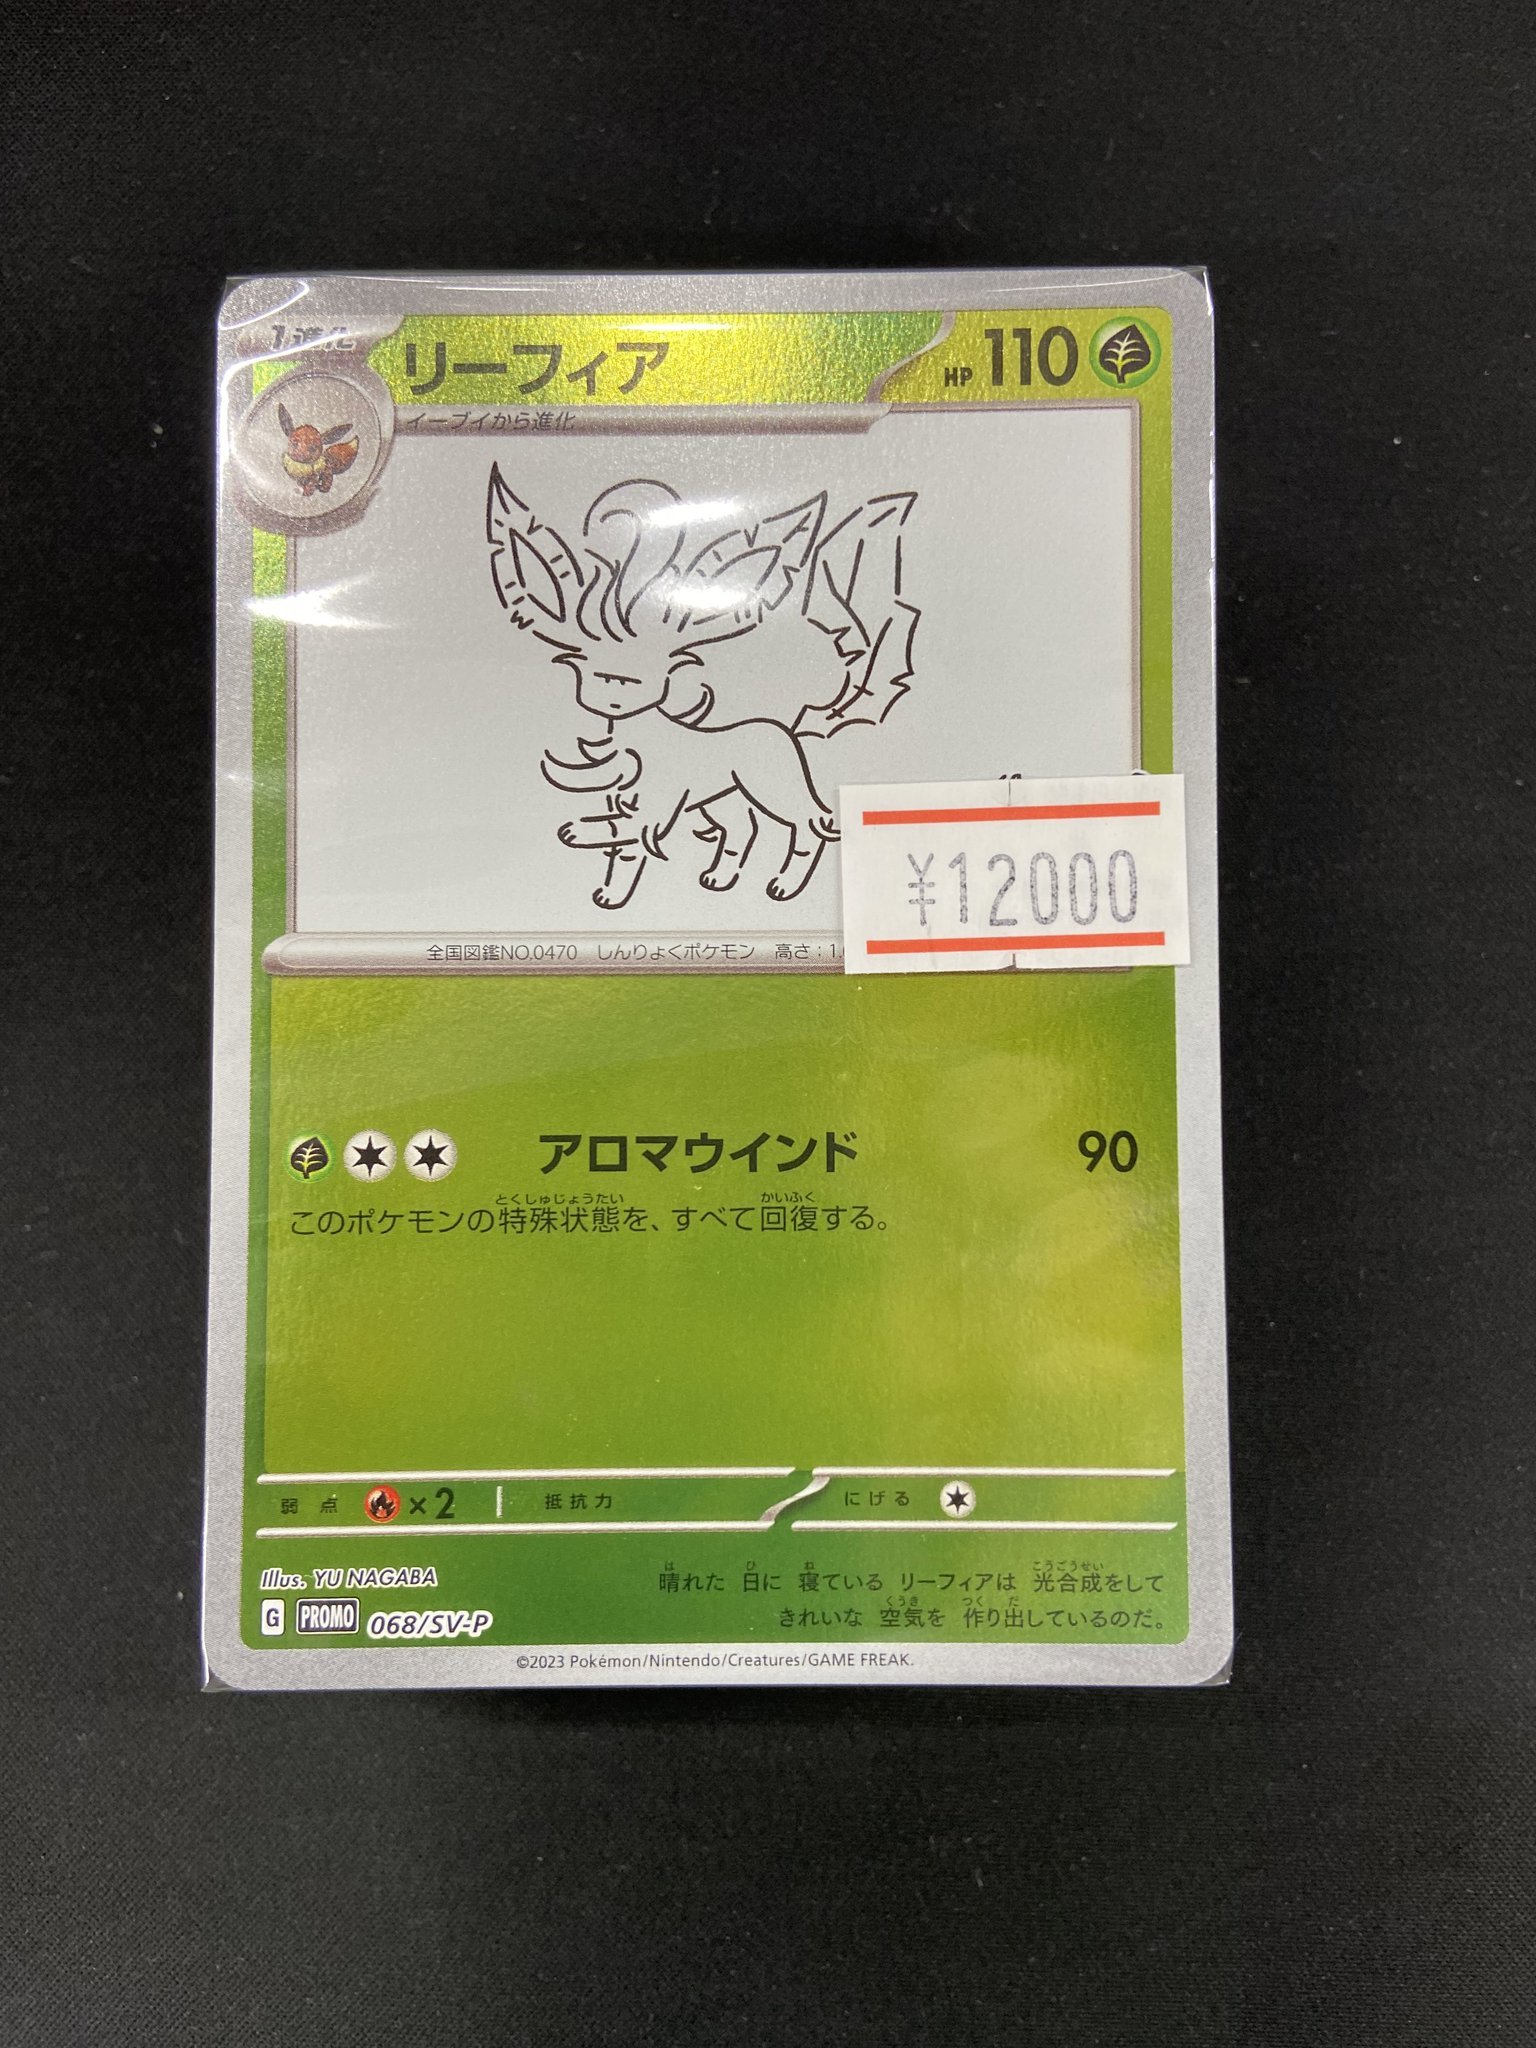 1進化
リーフィア
HP 110
イーブイから進化
¥12000
全国図鑑NO.0470 しんりょくポケモン 高さ：1.
アロマウインド 90
とくしゅじょうたい かいふく
このポケモンの特殊状態を、すべて回復する。
弱点 ×2 抵抗力 にげる
Illus. YU NAGABA
は ひ ね こうごうせい
晴れた 日に 寝ている リーフィアは 光合成をして
くうき つく だ
きれいな 空気を 作り出しているのだ。
G PROMO 068/SV-P
©2023 Pokémon/Nintendo/Creatures/GAME FREAK.